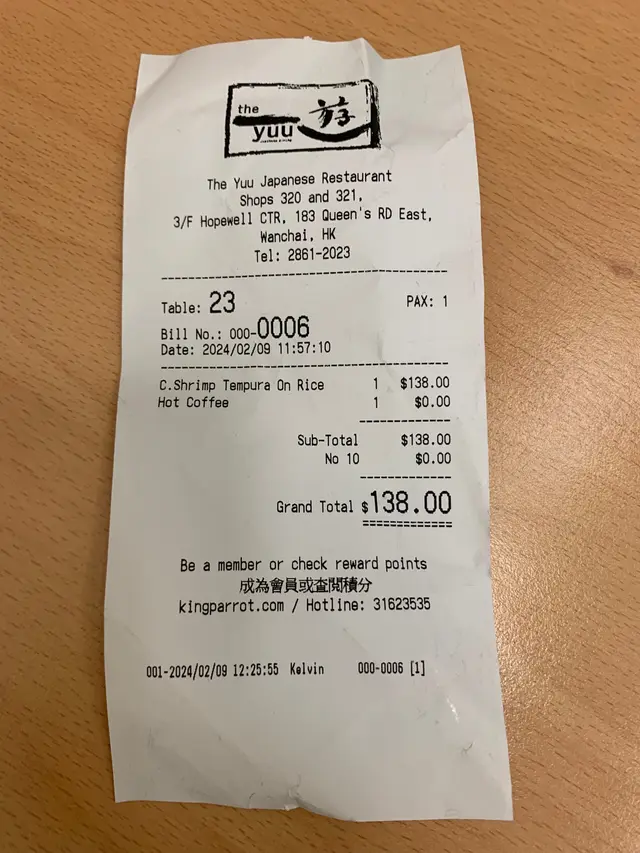 the
yuu 游
The Yuu Japanese Restaurant
Shops 320 and 321,
3/F Hopewell CTR, 183 Queen's RD East,
Wanchai, HK
Tel: 2861-2023
Table: 23 PAX: 1
Bill No.: 000-0006
Date: 2024/02/09 11:57:10
C.Shrimp Tempura On Rice 1 $138.00
Hot Coffee 1 $0.00
Sub-Total $138.00
No 10 $0.00
Grand Total $138.00
Be a member or check reward points
成為會員或查閱積分
kingparrot.com / Hotline: 31623535
001-2024/02/09 12:25:55 Kelvin 000-0006 [1]